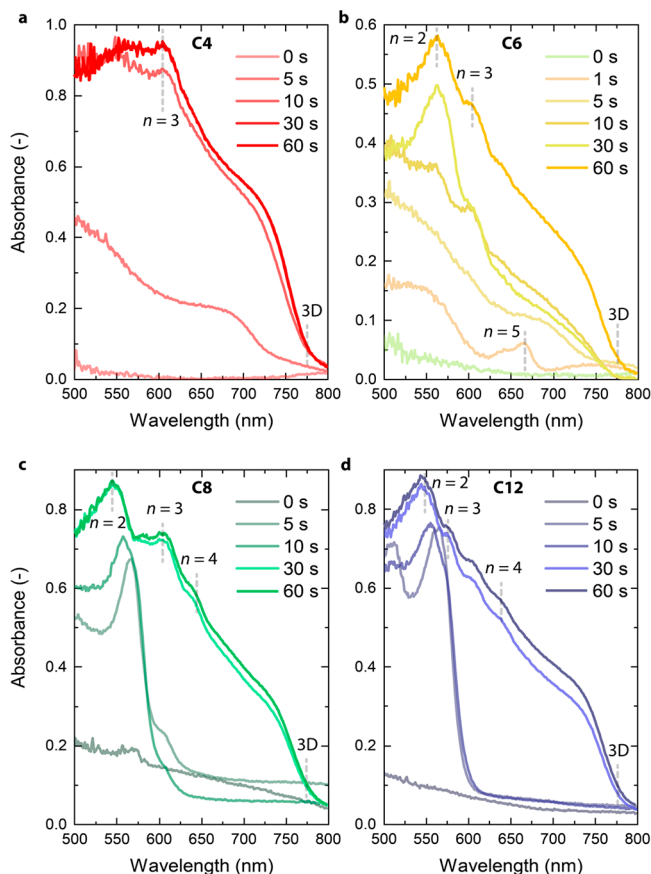 a
C4
0 s
5 s
10 s
30 s
60 s
n = 3
3D
1.0
0.8
0.6
0.4
0.2
0.0
500 550 600 650 700 750 800
Absorbance (-)
Wavelength (nm)
b
C6
0 s
1 s
5 s
10 s
30 s
60 s
n = 2
n = 3
n = 5
3D
0.6
0.5
0.4
0.3
0.2
0.1
0.0
500 550 600 650 700 750 800
Wavelength (nm)
c
C8
0 s
5 s
10 s
30 s
60 s
n = 2
n = 3
n = 4
3D
0.8
0.6
0.4
0.2
0.0
500 550 600 650 700 750 800
Absorbance (-)
Wavelength (nm)
d
C12
0 s
5 s
10 s
30 s
60 s
n = 2
n = 3
n = 4
3D
0.8
0.6
0.4
0.2
0.0
500 550 600 650 700 750 800
Wavelength (nm)